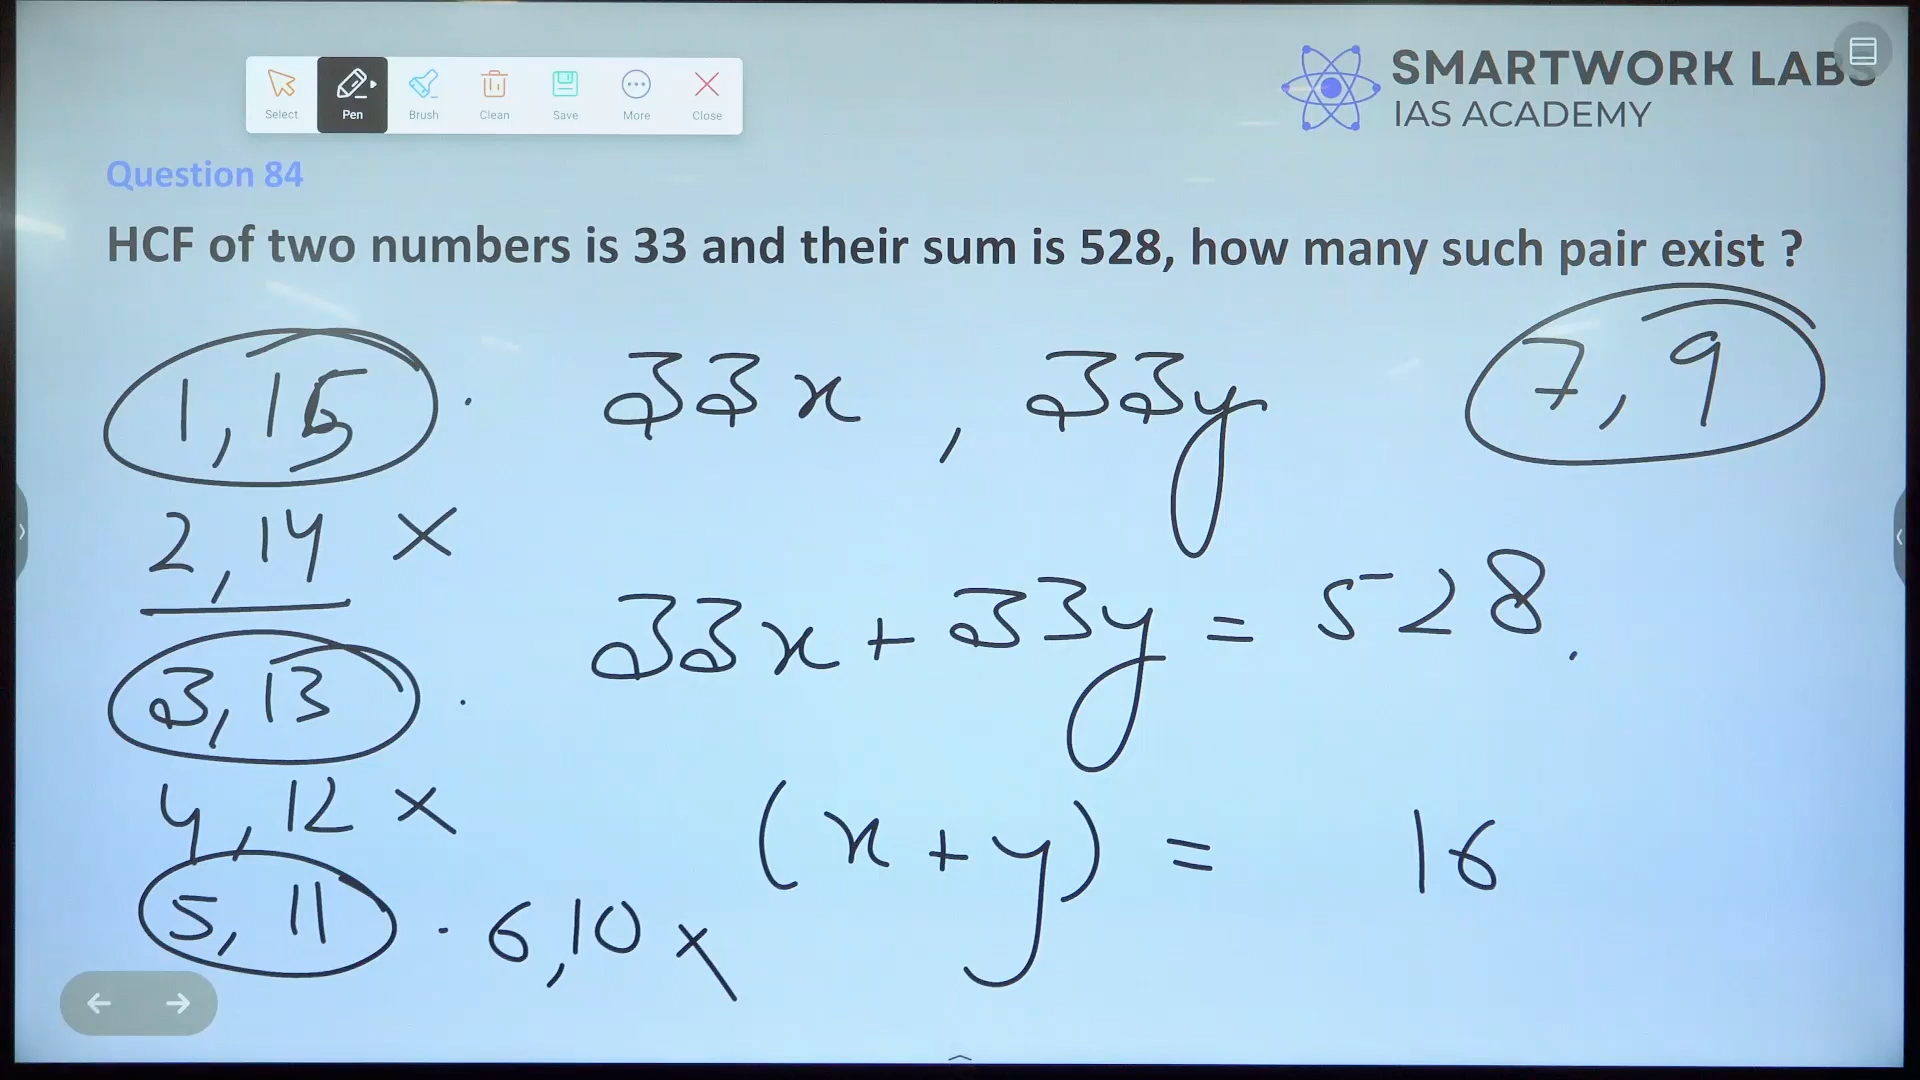 SMARTWORK LABS
IAS ACADEMY
Select Pen Brush Clean Save More Close
Question 84
HCF of two numbers is 33 and their sum is 528, how many such pair exist ?
1, 15 .
33x , 33y
7, 9
2, 14 ×
33x + 33y = 528.
3, 13 .
4, 12 ×
(x + y) = 16
5, 11 . 6,10 ×